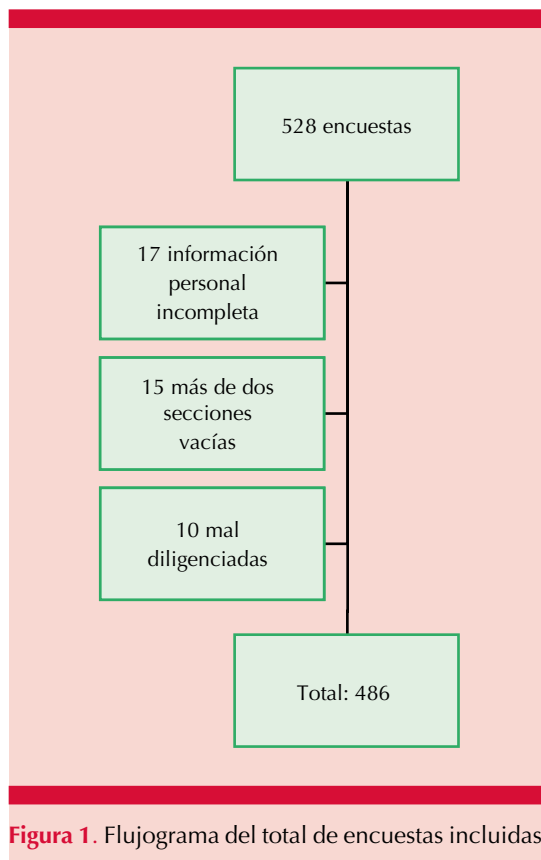 528 encuestas
17 información
personal
incompleta
15 más de dos
secciones
vacías
10 mal
diligenciadas
Total: 486
Figura 1. Flujograma del total de encuestas incluidas